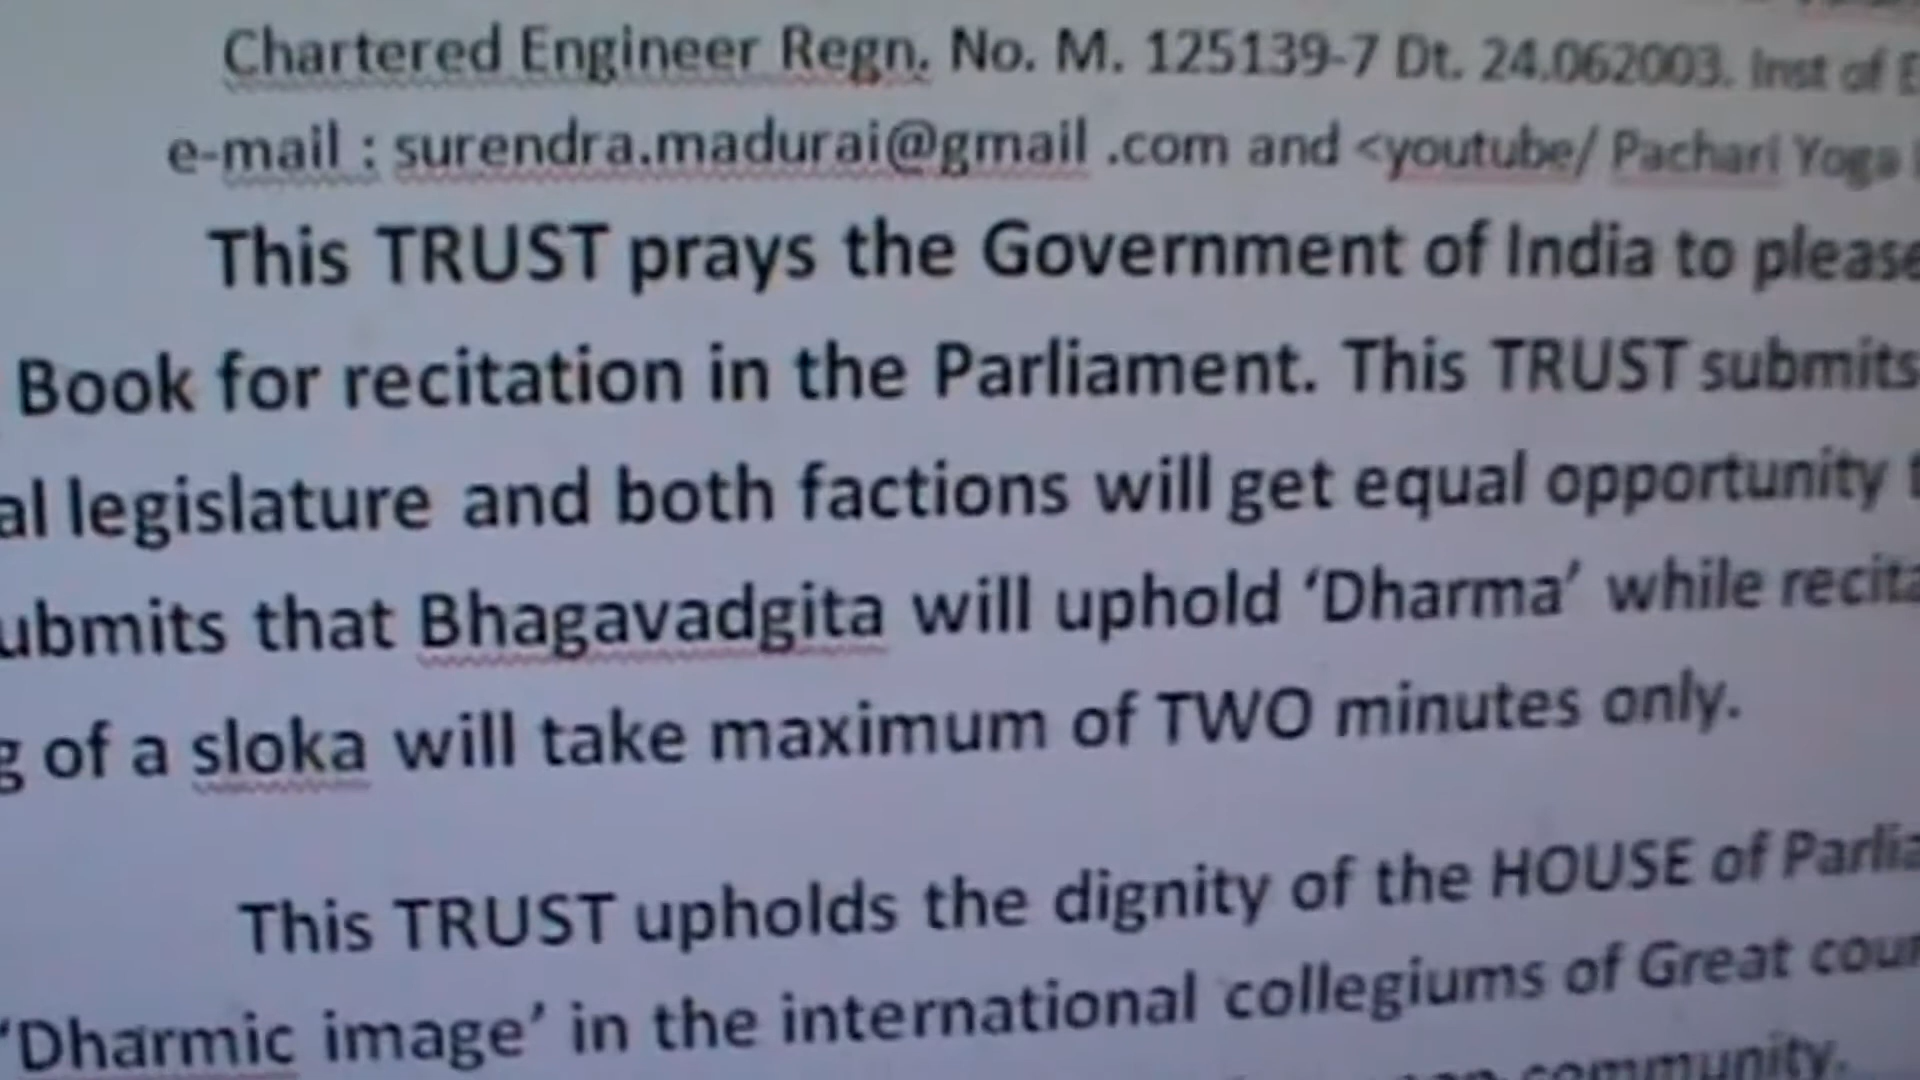 Chartered Engineer Regn. No. M. 125139-7 Dt. 24.062003. Inst of E
e-mail : surendra.madurai@gmail .com and <youtube/ Pachari Yoga
This TRUST prays the Government of India to please
Book for recitation in the Parliament. This TRUST submits
al legislature and both factions will get equal opportunity t
ubmits that Bhagavadgita will uphold ‘Dharma’ while recita
g of a sloka will take maximum of TWO minutes only.
This TRUST upholds the dignity of the HOUSE of Parlia
‘Dharmic image’ in the international collegiums of Great cour
community.